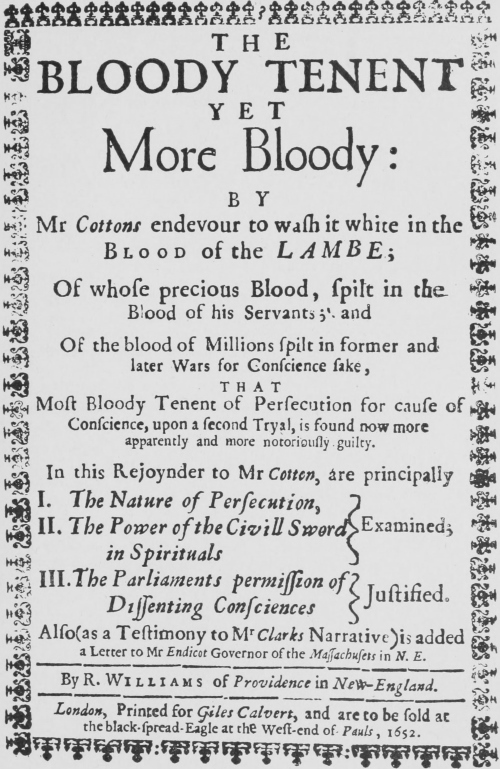 THE
BLOODY TENENT
YET
More Bloody:
BY
Mr Cottons endevour to waſh it white in the
BLOOD of the LAMBE;
Of whose precious Blood, ſpilt in the
Blood of his Servants; and
Of the blood of Millions ſpilt in former and
later Wars for Conſcience ſake,
THAT
Moſt Bloody Tenent of Perſecution for cauſe of
Conſcience, upon a ſecond Tryal, is found now more
apparently and more notoriouſly guilty.
In this Rejoynder to Mr Cotton, are principally
I. The Nature of Perſecution,
II. The Power of the Civill Sword
in Spirituals
Examined;
III. The Parliaments permiſſion of
Diſſenting Conſciences
Juſtified.
Alſo (as a Teſtimony to Mr Clarks Narrative) is added
a Letter to Mr Endicot Governor of the Maſſachuſets in N. E.
By R. WILLIAMS of Providence in New-England.
London, Printed for Giles Calvert, and are to be ſold at
the black-ſpread-Eagle at the Weſt-end of Pauls, 1652.